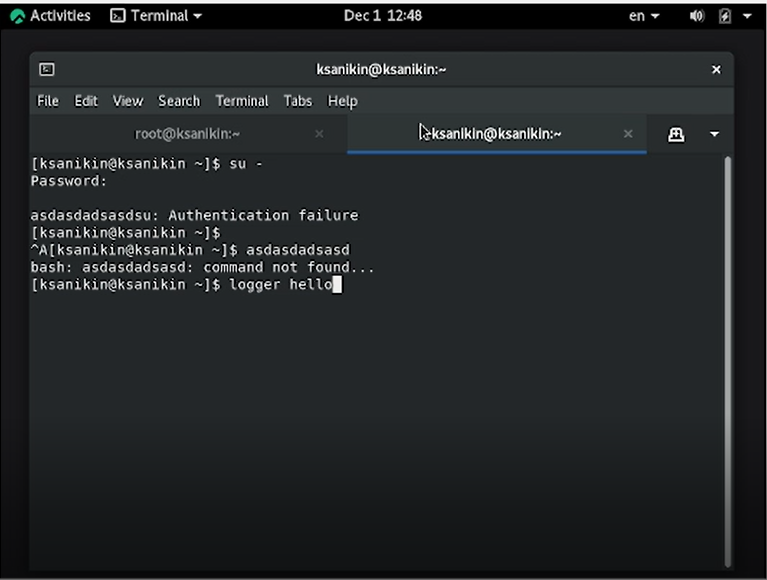 Activities Terminal Dec 1 12:48 en
ksanikin@ksanikin:~
File Edit View Search Terminal Tabs Help
root@ksanikin:~ ksanikin@ksanikin:~
[ksanikin@ksanikin ~]$ su -
Password:
asdasdadsasdsu: Authentication failure
[ksanikin@ksanikin ~]$
^A[ksanikin@ksanikin ~]$ asdasdadsasd
bash: asdasdadsasd: command not found...
[ksanikin@ksanikin ~]$ logger hello